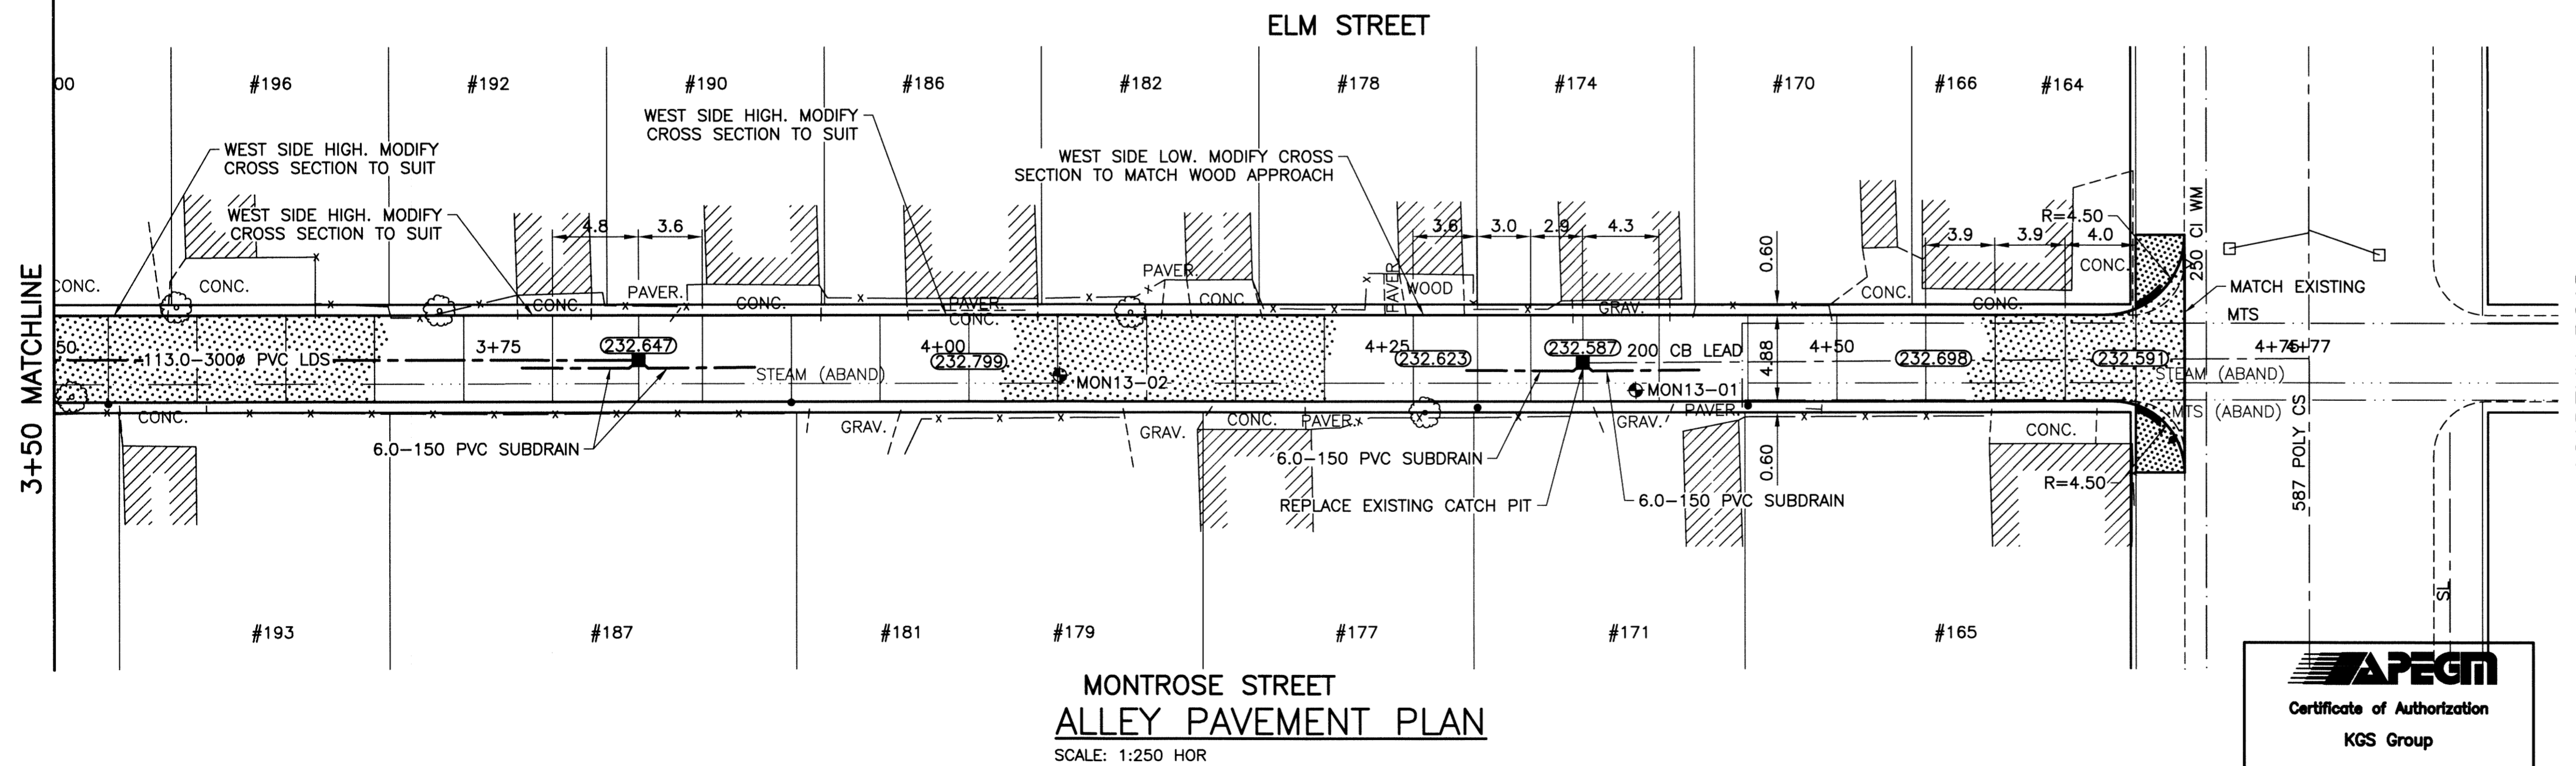 ELM STREET
00
#196
#192
#190
#186
#182
#178
#174
#170
#166
#164
WEST SIDE HIGH. MODIFY
CROSS SECTION TO SUIT
WEST SIDE HIGH. MODIFY
CROSS SECTION TO SUIT
WEST SIDE LOW. MODIFY CROSS
SECTION TO MATCH WOOD APPROACH
WEST SIDE HIGH. MODIFY
CROSS SECTION TO SUIT
4.8
3.6
3.6
3.0
2.9
4.3
3.9
3.9
4.0
R=4.50
0.60
250 CI WM
CONC.
CONC.
CONC.
PAVER.
CONC.
PAVER.
CONC.
PAVER.
CONC.
PAVER.
WOOD
GRAV.
CONC.
CONC.
CONC.
MATCH EXISTING
MTS
3+50 MATCHLINE
50
113.0-300ø PVC LDS
3+75
232.647
STEAM (ABAND)
4+00
232.799
MON13-02
4+25
232.623
232.587
200 CB LEAD
MON13-01
4.88
4+50
232.698
232.591
4+75
4+77
STEAM (ABAND)
MTS (ABAND)
CONC.
GRAV.
GRAV.
CONC.
PAVER.
GRAV.
PAVER.
CONC.
6.0-150 PVC SUBDRAIN
6.0-150 PVC SUBDRAIN
REPLACE EXISTING CATCH PIT
6.0-150 PVC SUBDRAIN
0.60
R=4.50
587 POLY CS
SL
#193
#187
#181
#179
#177
#171
#165
MONTROSE STREET
ALLEY PAVEMENT PLAN
SCALE: 1:250 HOR
APEGM
Certificate of Authorization
KGS Group